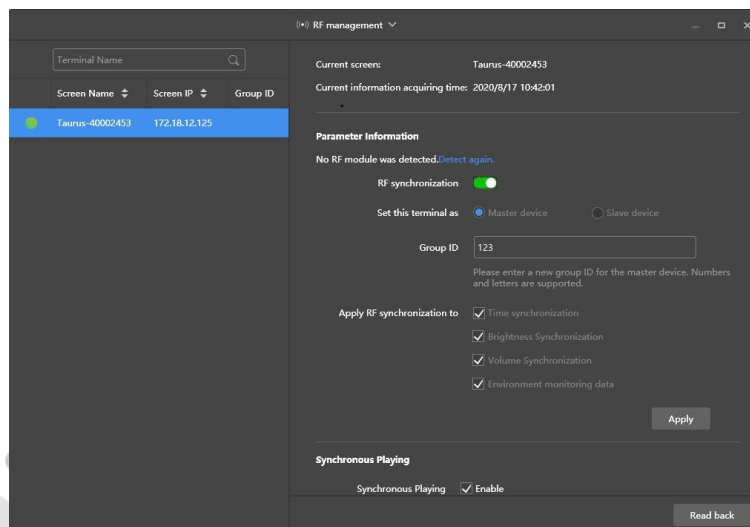 RF management
Terminal Name
Screen Name Screen IP Group ID
Taurus-40002453 172.18.12.125
Current screen: Taurus-40002453
Current information acquiring time: 2020/8/17 10:42:01
Parameter Information
No RF module was detected.Detect again.
RF synchronization
Set this terminal as Master device Slave device
Group ID 123
Please enter a new group ID for the master device. Numbers
and letters are supported.
Apply RF synchronization to Time synchronization
Brightness Synchronization
Volume Synchronization
Environment monitoring data
Apply
Synchronous Playing
Synchronous Playing Enable
Read back